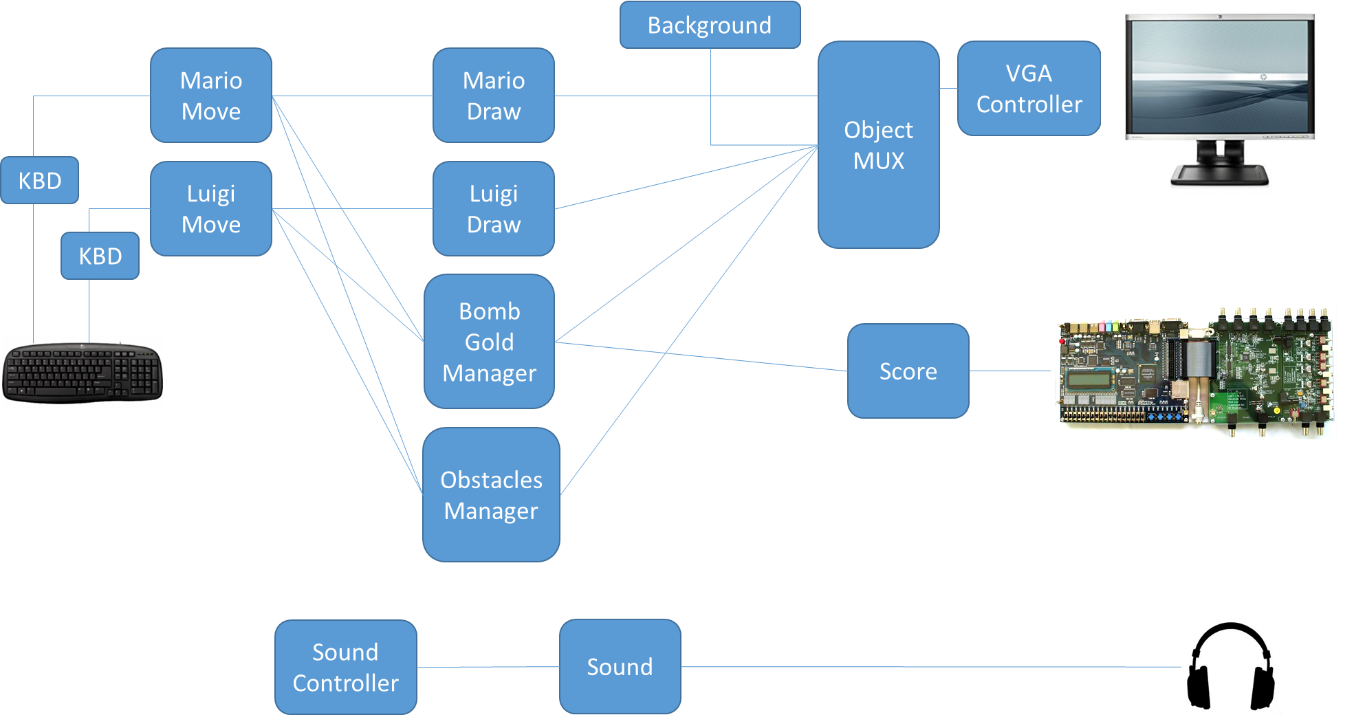 Background
Mario
Move
Mario
Draw
Object
MUX
VGA
Controller
KBD
Luigi
Move
Luigi
Draw
KBD
Bomb
Gold
Manager
Score
Obstacles
Manager
Sound
Controller
Sound